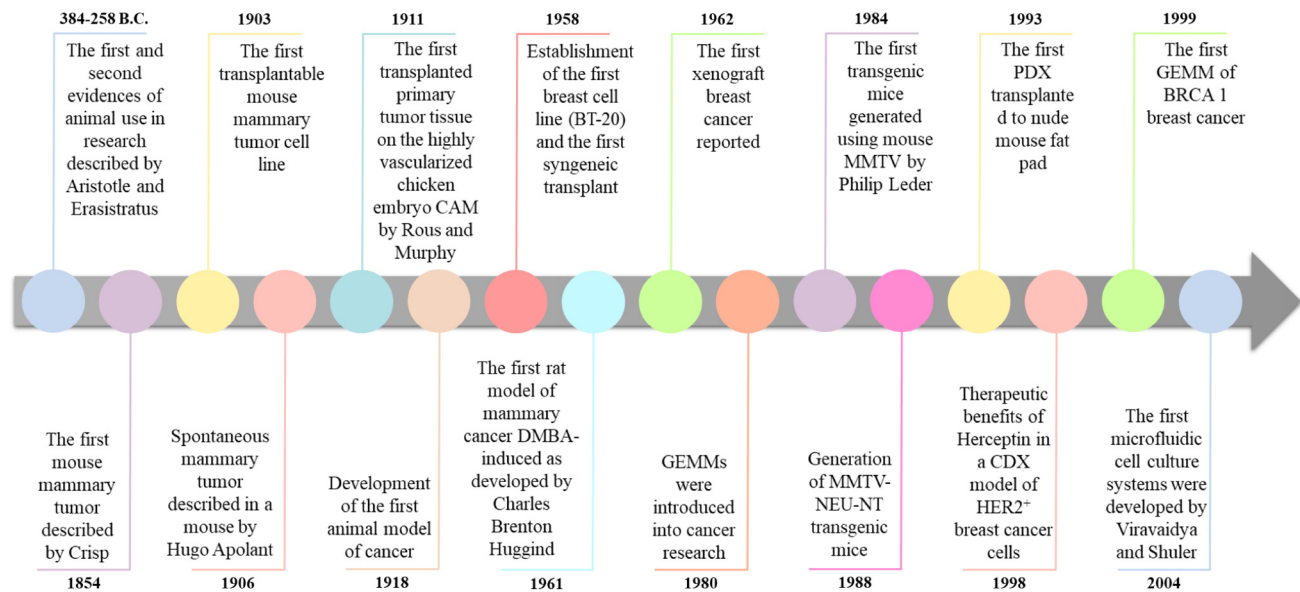 384-258 B.C.
The first and
second
evidences of
animal use in
research
described by
Aristotle and
Erasistratus
1903
The first
transplantable
mouse
mammary
tumor cell
line
1911
The first
transplanted
primary
tumor tissue
on the highly
vascularized
chicken
embryo CAM
by Rous and
Murphy
1958
Establishment
of the first
breast cell
line (BT-20)
and the first
syngeneic
transplant
1962
The first
xenograft
breast
cancer
reported
1984
The first
transgenic
mice
generated
using mouse
MMTV by
Philip Leder
1993
The first
PDX
transplante
d to nude
mouse fat
pad
1999
The first
GEMM of
BRCA 1
breast cancer
The first
mouse
mammary
tumor
described
by Crisp
1854
Spontaneous
mammary
tumor
described in a
mouse by
Hugo Apolant
1906
Development
of the first
animal model
of cancer
1918
The first rat
model of
mammary
cancer DMBA-
induced as
developed by
Charles
Brenton
Huggind
1961
GEMMs
were
introduced
into cancer
research
1980
Generation
of MMTV-
NEU-NT
transgenic
mice
1988
Therapeutic
benefits of
Herceptin in
a CDX
model of
HER2⁺
breast cancer
cells
1998
The first
microfluidic
cell culture
systems were
developed by
Viravaidya
and Shuler
2004